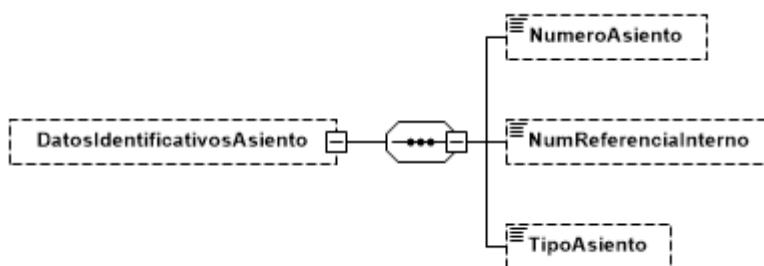 NumeroAsiento
DatosIdentificativosAsiento
NumReferenciaInterno
TipoAsiento